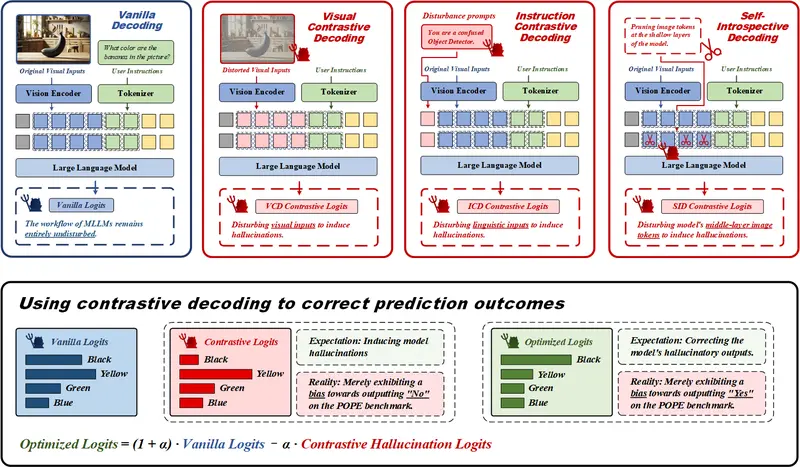 Vanilla
Decoding
What color are the
bananas in the picture?
Original Visual Inputs
User Instructions
Vision Encoder
Tokenizer
Large Language Model
Vanilla Logits
The workflow of MLLMs remains
entirely undisturbed.
Visual
Contrastive
Decoding
Distorted Visual Inputs
User Instructions
Vision Encoder
Tokenizer
Large Language Model
VCD Contrastive Logits
Disturbing visual inputs to induce
hallucinations.
Disturbance prompts
Instruction
Contrastive
Decoding
You are a confused
Object Detector.
Original Visual Inputs
User Instructions
Vision Encoder
Tokenizer
Large Language Model
ICD Contrastive Logits
Disturbing linguistic inputs to induce
hallucinations.
Self-
Introspective
Decoding
Pruning image tokens
at the shallow layers
of the model.
Original Visual Inputs
User Instructions
Vision Encoder
Tokenizer
Large Language Model
SID Contrastive Logits
Disturbing model's middle-layer image
tokens to induce hallucinations.
Using contrastive decoding to correct prediction outcomes
Vanilla Logits
Black
Yellow
Green
Blue
Contrastive Logits
Black
Yellow
Green
Blue
Expectation: Inducing model
hallucinations
Reality: Merely exhibiting a
bias towards outputting "No"
on the POPE benchmark.
Optimized Logits
Black
Yellow
Green
Blue
Expectation: Correcting the
model's hallucinatory outputs.
Reality: Merely exhibiting a
bias towards outputting "Yes"
on the POPE benchmark.
Optimized Logits = (1 + α) · Vanilla Logits - α · Contrastive Hallucination Logits